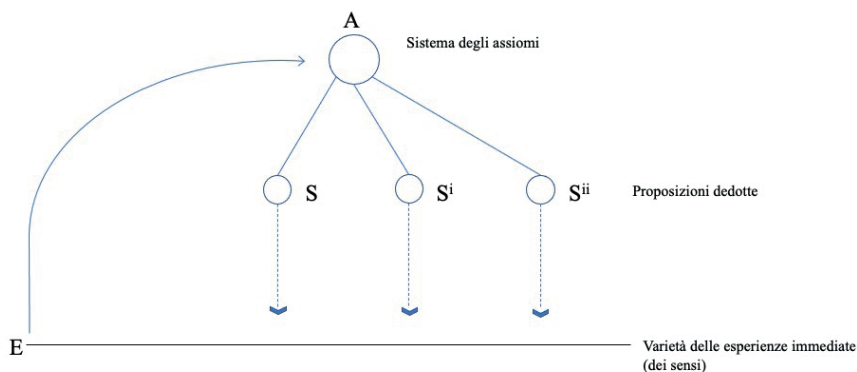 A
Sistema degli assiomi
S
Sⁱ
Sⁱⁱ
Proposizioni dedotte
E
Varietà delle esperienze immediate
(dei sensi)